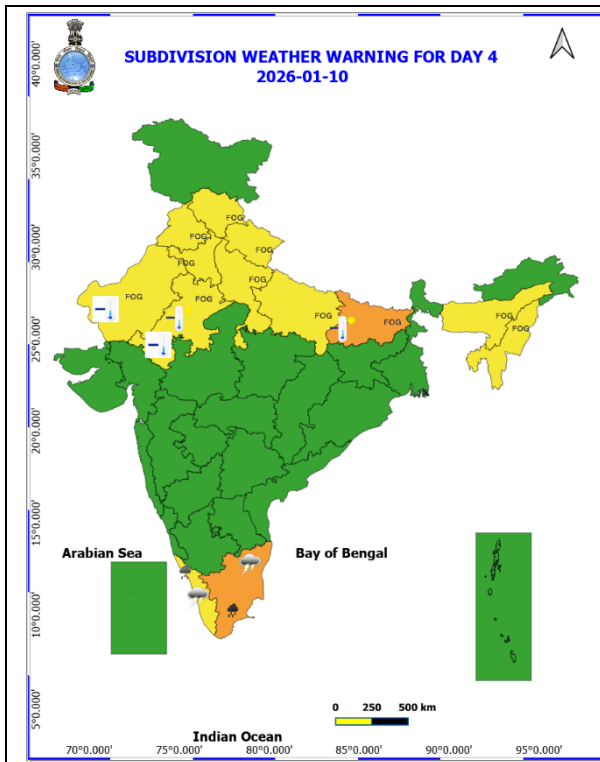 SUBDIVISION WEATHER WARNING FOR DAY 4
2026-01-10
40°0.000'
35°0.000'
30°0.000'
25°0.000'
20°0.000'
15°0.000'
10°0.000'
5°0.000'
FOG
FOG
FOG
FOG
FOG
FOG
FOG
FOG
FOG
FOG
FOG
Arabian Sea
Bay of Bengal
0 250 500 km
Indian Ocean
70°0.000' 75°0.000' 80°0.000' 85°0.000' 90°0.000' 95°0.000'